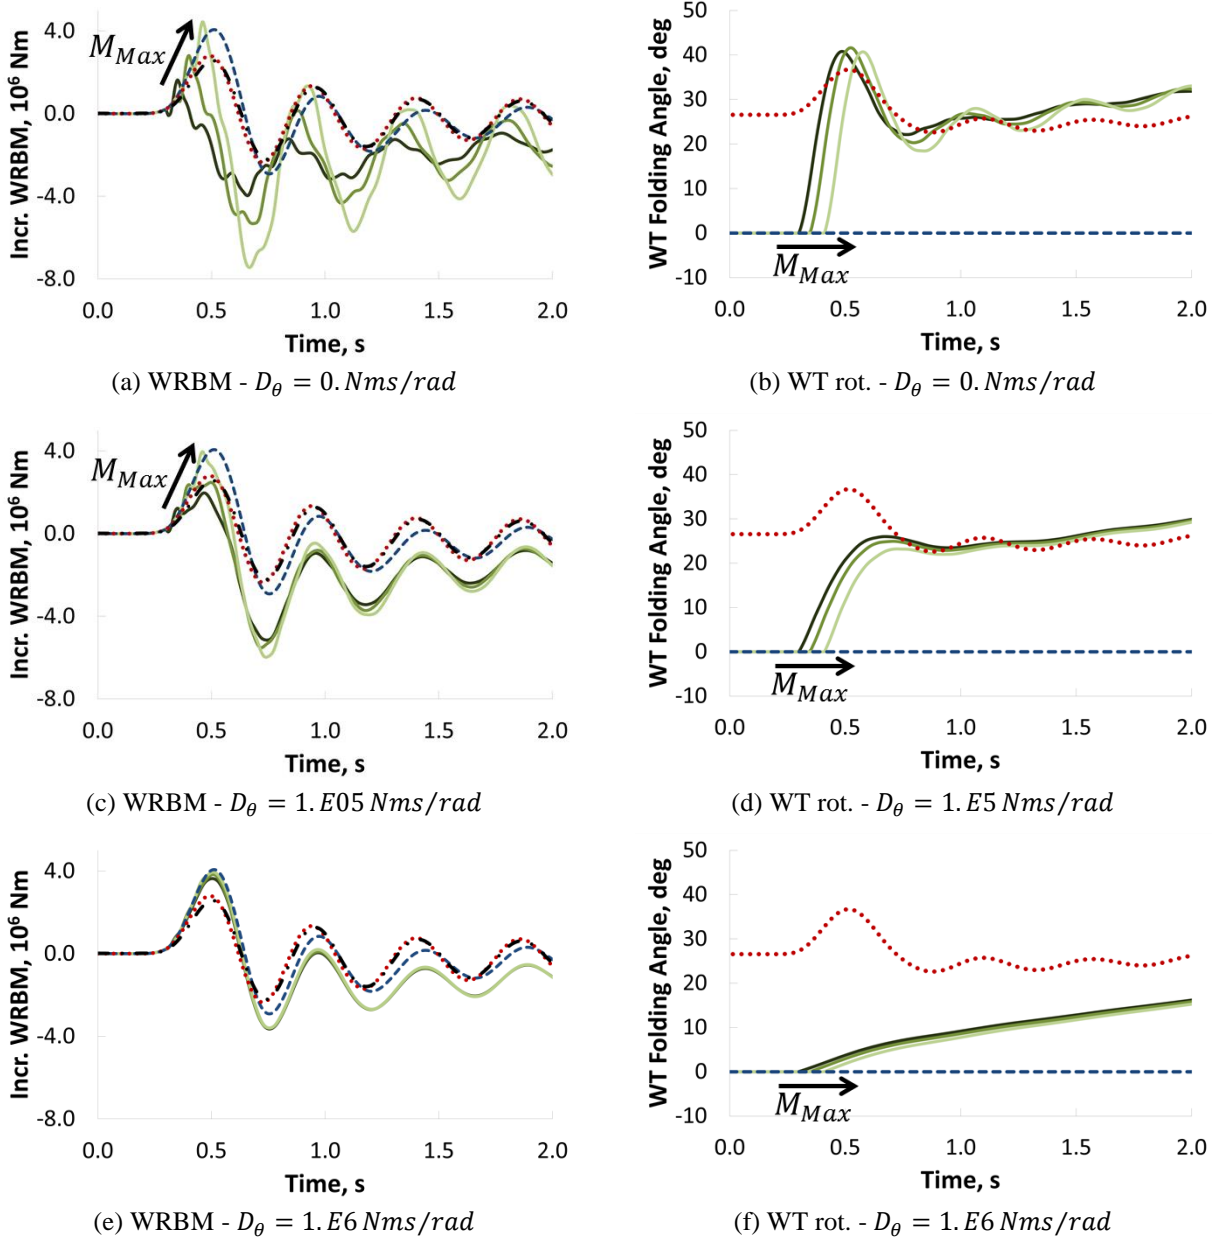 Incr. WRBM, 10⁶ Nm
4.0
0.0
-4.0
-8.0
M_Max
0.0 0.5 1.0 1.5 2.0
Time, s
(a) WRBM - D_θ = 0. Nms/rad
WT Folding Angle, deg
50
40
30
20
10
0
-10
M_Max
0.0 0.5 1.0 1.5 2.0
Time, s
(b) WT rot. - D_θ = 0. Nms/rad
Incr. WRBM, 10⁶ Nm
4.0
0.0
-4.0
-8.0
M_Max
0.0 0.5 1.0 1.5 2.0
Time, s
(c) WRBM - D_θ = 1. E05 Nms/rad
WT Folding Angle, deg
50
40
30
20
10
0
-10
M_Max
0.0 0.5 1.0 1.5 2.0
Time, s
(d) WT rot. - D_θ = 1. E5 Nms/rad
Incr. WRBM, 10⁶ Nm
4.0
0.0
-4.0
-8.0
0.0 0.5 1.0 1.5 2.0
Time, s
(e) WRBM - D_θ = 1. E6 Nms/rad
WT Folding Angle, deg
50
40
30
20
10
0
-10
M_Max
0.0 0.5 1.0 1.5 2.0
Time, s
(f) WT rot. - D_θ = 1. E6 Nms/rad